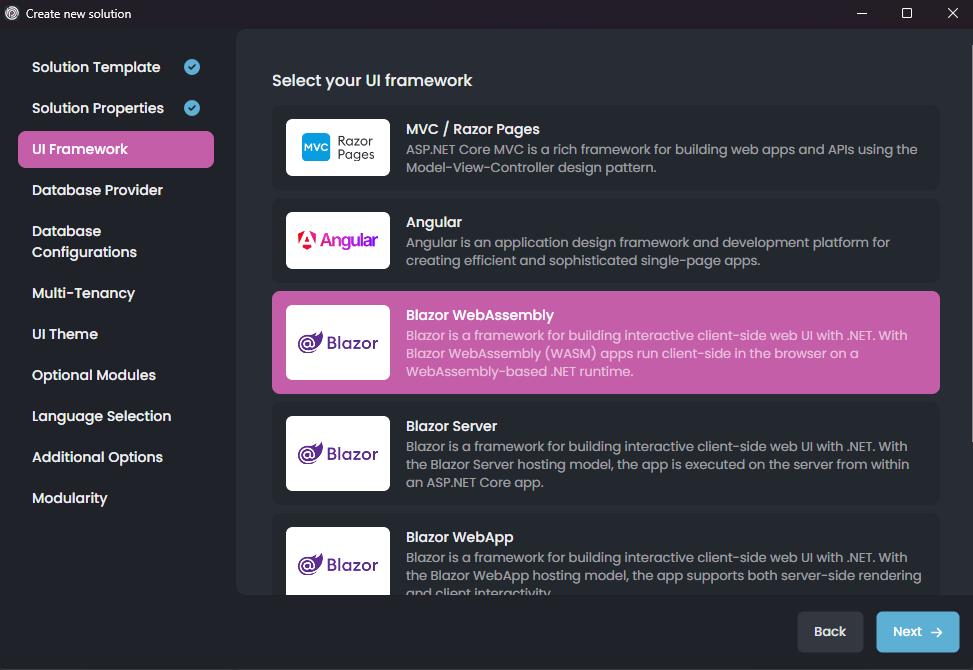 Create new solution
Solution Template
Solution Properties
UI Framework
Database Provider
Database
Configurations
Multi-Tenancy
UI Theme
Optional Modules
Language Selection
Additional Options
Modularity
Select your UI framework
MVC
Razor
Pages
MVC / Razor Pages
ASP.NET Core MVC is a rich framework for building web apps and APIs using the
Model-View-Controller design pattern.
Angular
Angular
Angular is an application design framework and development platform for
creating efficient and sophisticated single-page apps.
@ Blazor
Blazor WebAssembly
Blazor is a framework for building interactive client-side web UI with .NET. With
Blazor WebAssembly (WASM) apps run client-side in the browser on a
WebAssembly-based .NET runtime.
@ Blazor
Blazor Server
Blazor is a framework for building interactive client-side web UI with .NET. With
the Blazor Server hosting model, the app is executed on the server from within
an ASP.NET Core app.
@ Blazor
Blazor WebApp
Blazor is a framework for building interactive client-side web UI with .NET. With
the Blazor WebApp hosting model, the app supports both server-side rendering
and client interactivity.
Back
Next →